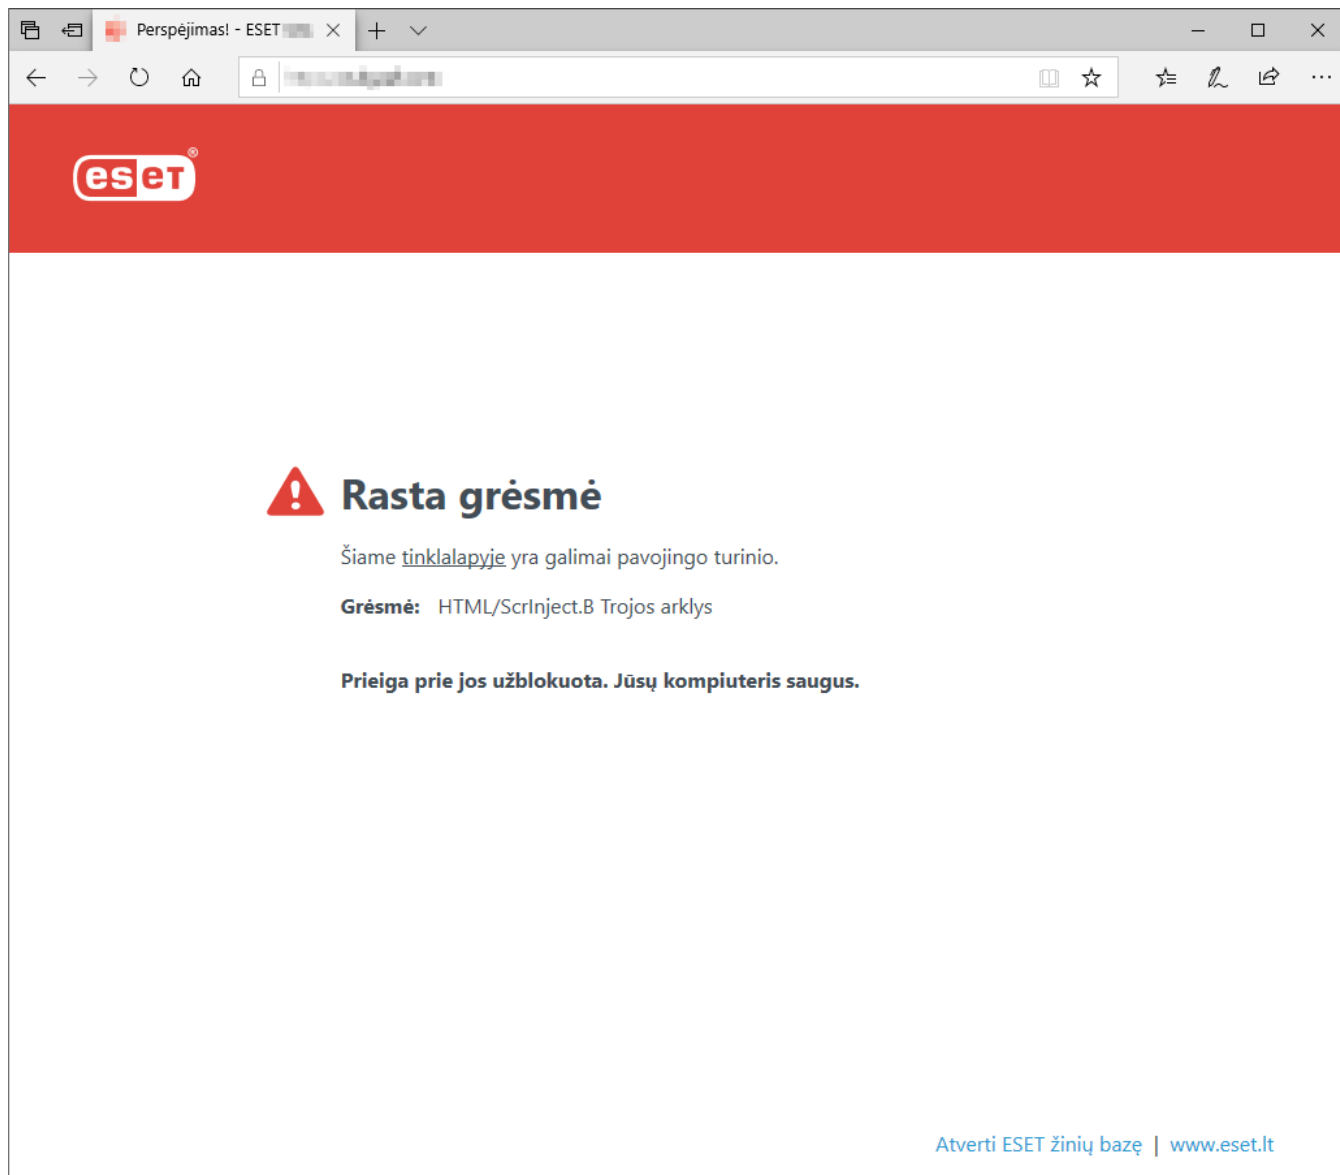 Perspėjimas! - ESET
eseT®
Rasta grėsmė
Šiame tinklalapyje yra galimai pavojingo turinio.
Grėsmė: HTML/ScrInject.B Trojos arklys
Prieiga prie jos užblokuota. Jūsų kompiuteris saugus.
Atverti ESET žinių bazę | www.eset.lt